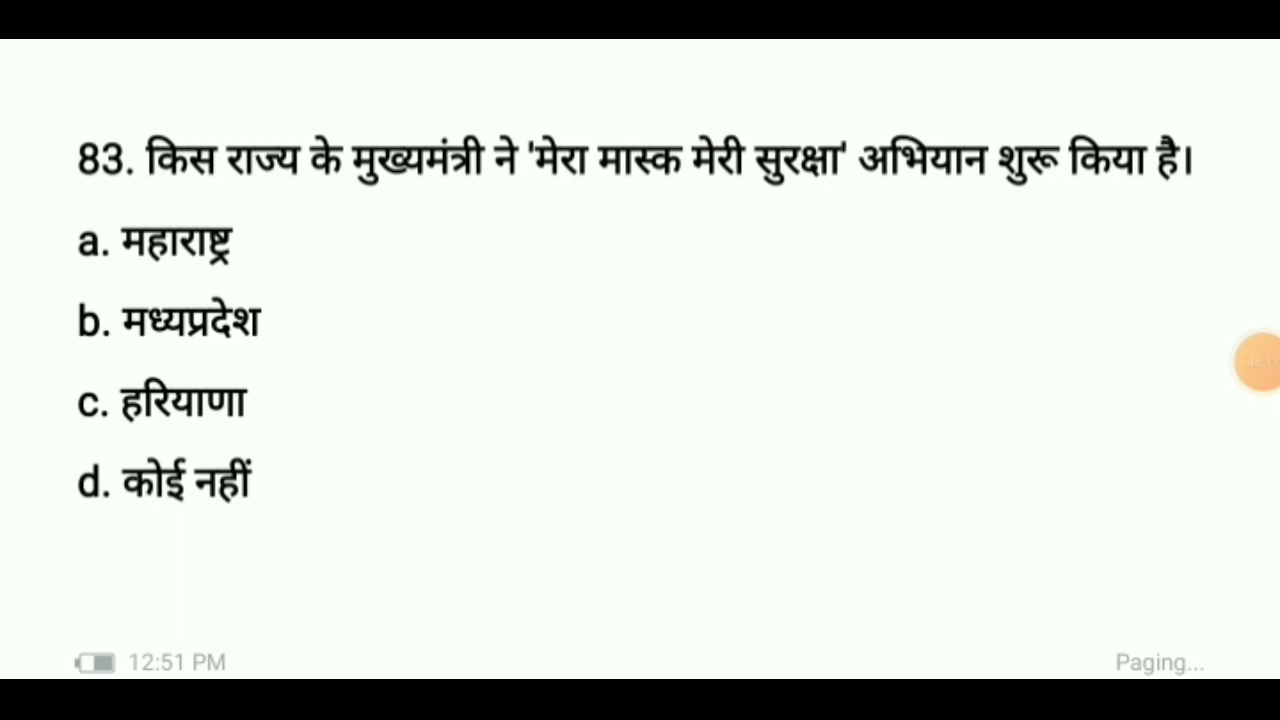 83. किस राज्य के मुख्यमंत्री ने 'मेरा मास्क मेरी सुरक्षा' अभियान शुरू किया है।
a. महाराष्ट्र
b. मध्यप्रदेश
c. हरियाणा
d. कोई नहीं
12:51 PM
Paging...